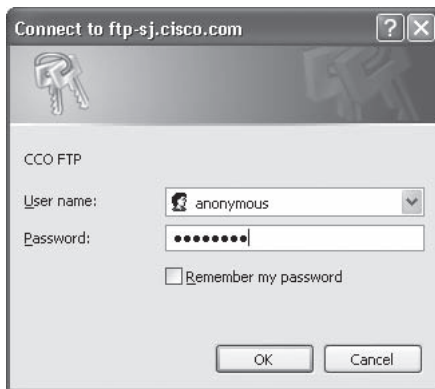 Connect to ftp-sj.cisco.com
CCO FTP
User name:
anonymous
Password:
••••••••
Remember my password
OK
Cancel